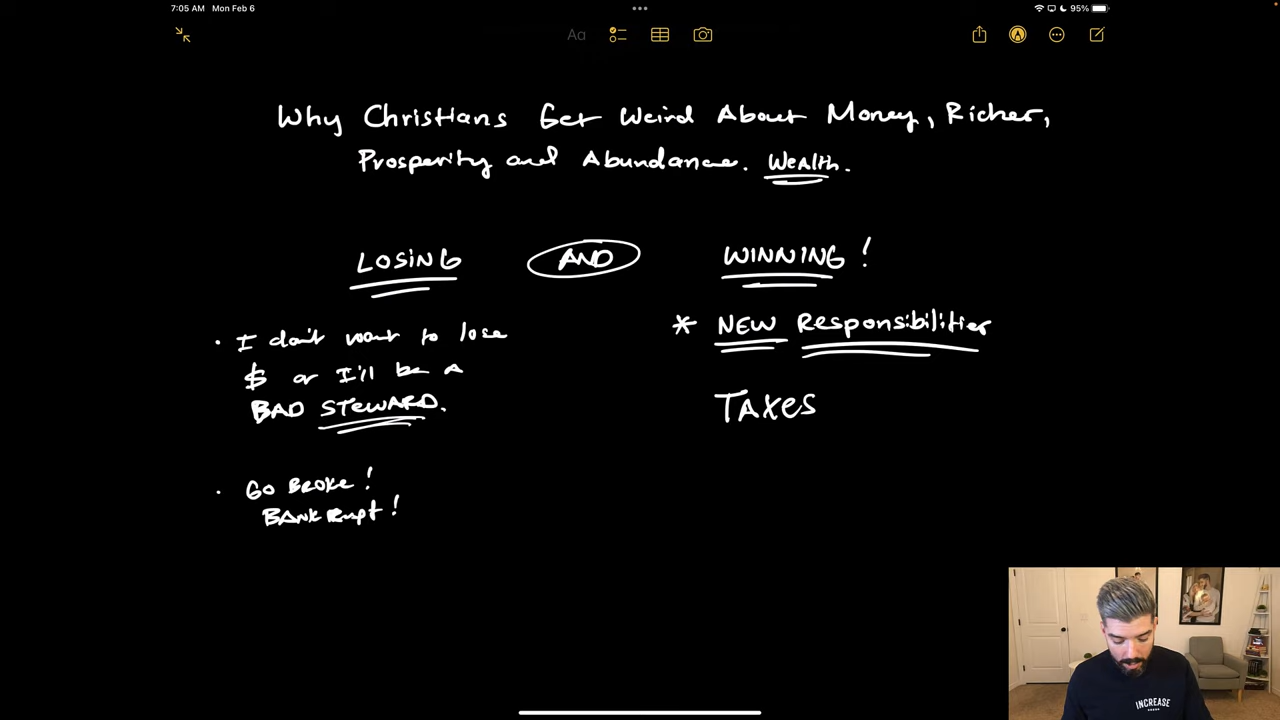 7:05 AM Mon Feb 6
95%
Aa
Why Christians Get Weird About Money, Riches,
Prosperity and Abundance. Wealth.
LOSING AND WINNING!
* NEW Responsibilities
• I don't want to lose
$ or I'll be a
BAD STEWARD.
TAXES
• GO BROKE!
BANKRUPT!
INCREASE